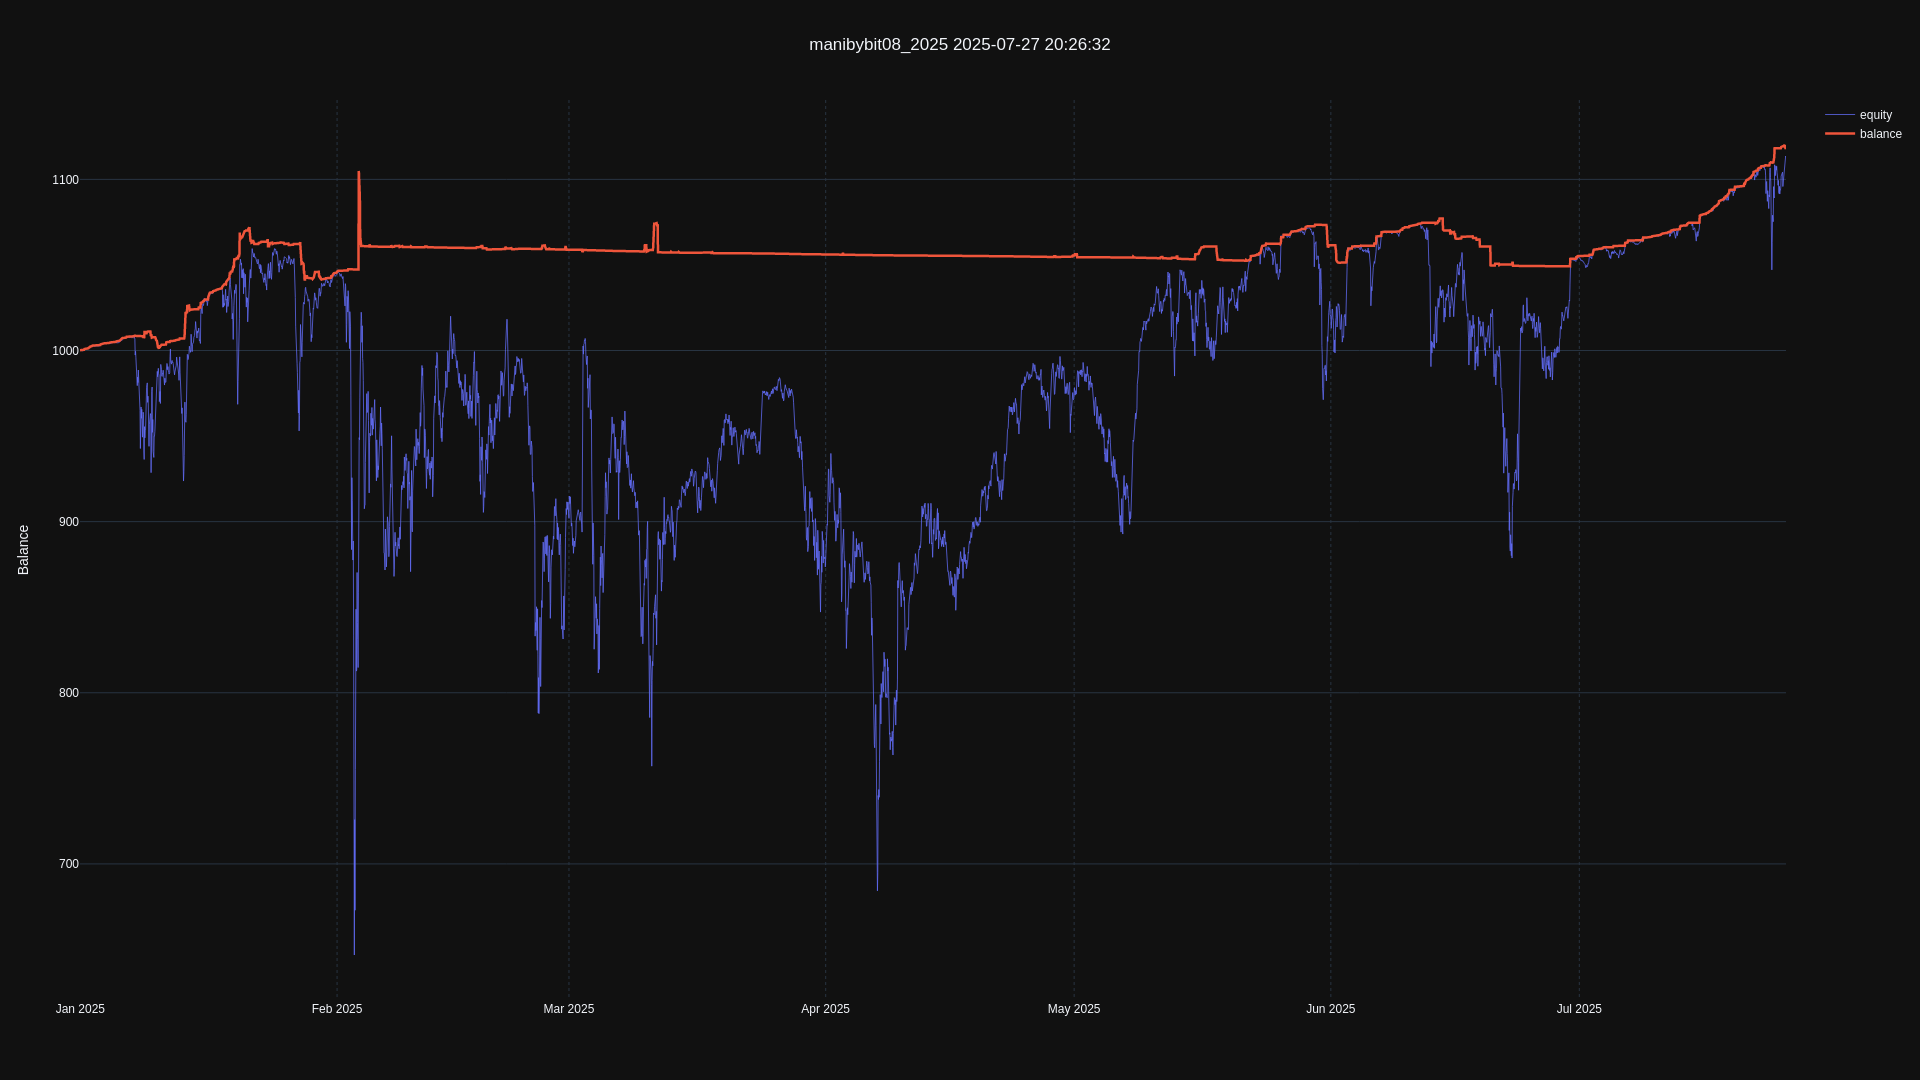 manibybit08_2025 2025-07-27 20:26:32
equity
balance
Balance
1100
1000
900
800
700
Jan 2025
Feb 2025
Mar 2025
Apr 2025
May 2025
Jun 2025
Jul 2025